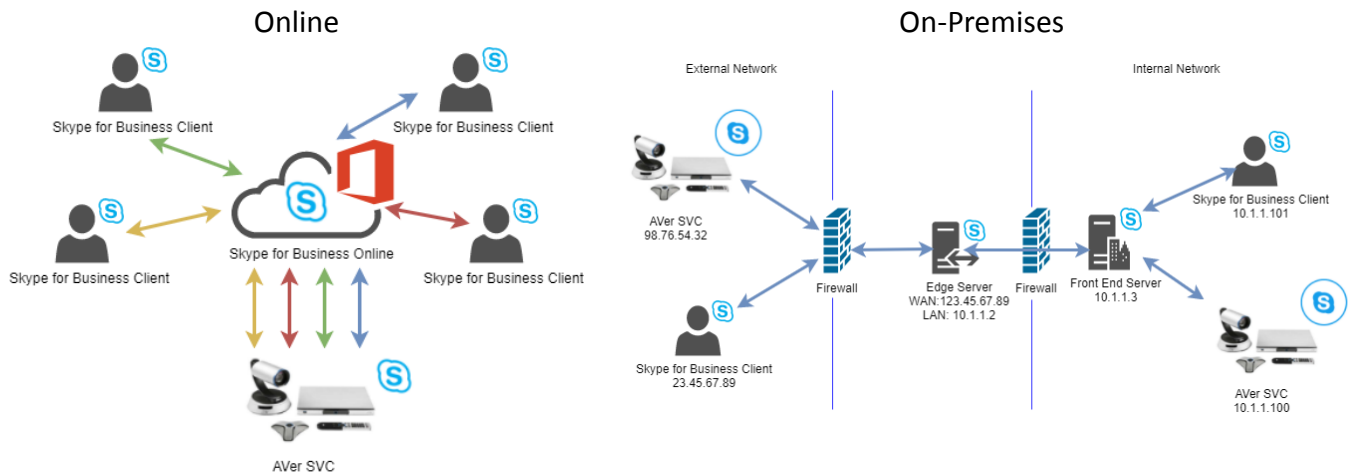 Online
Skype for Business Client
Skype for Business Client
Skype for Business Client
Skype for Business Client
Skype for Business Online
AVer SVC
On-Premises
External Network
Internal Network
AVer SVC
98.76.54.32
Skype for Business Client
23.45.67.89
Firewall
Edge Server
WAN:123.45.67.89
LAN: 10.1.1.2
Firewall
Front End Server
10.1.1.3
Skype for Business Client
10.1.1.101
AVer SVC
10.1.1.100